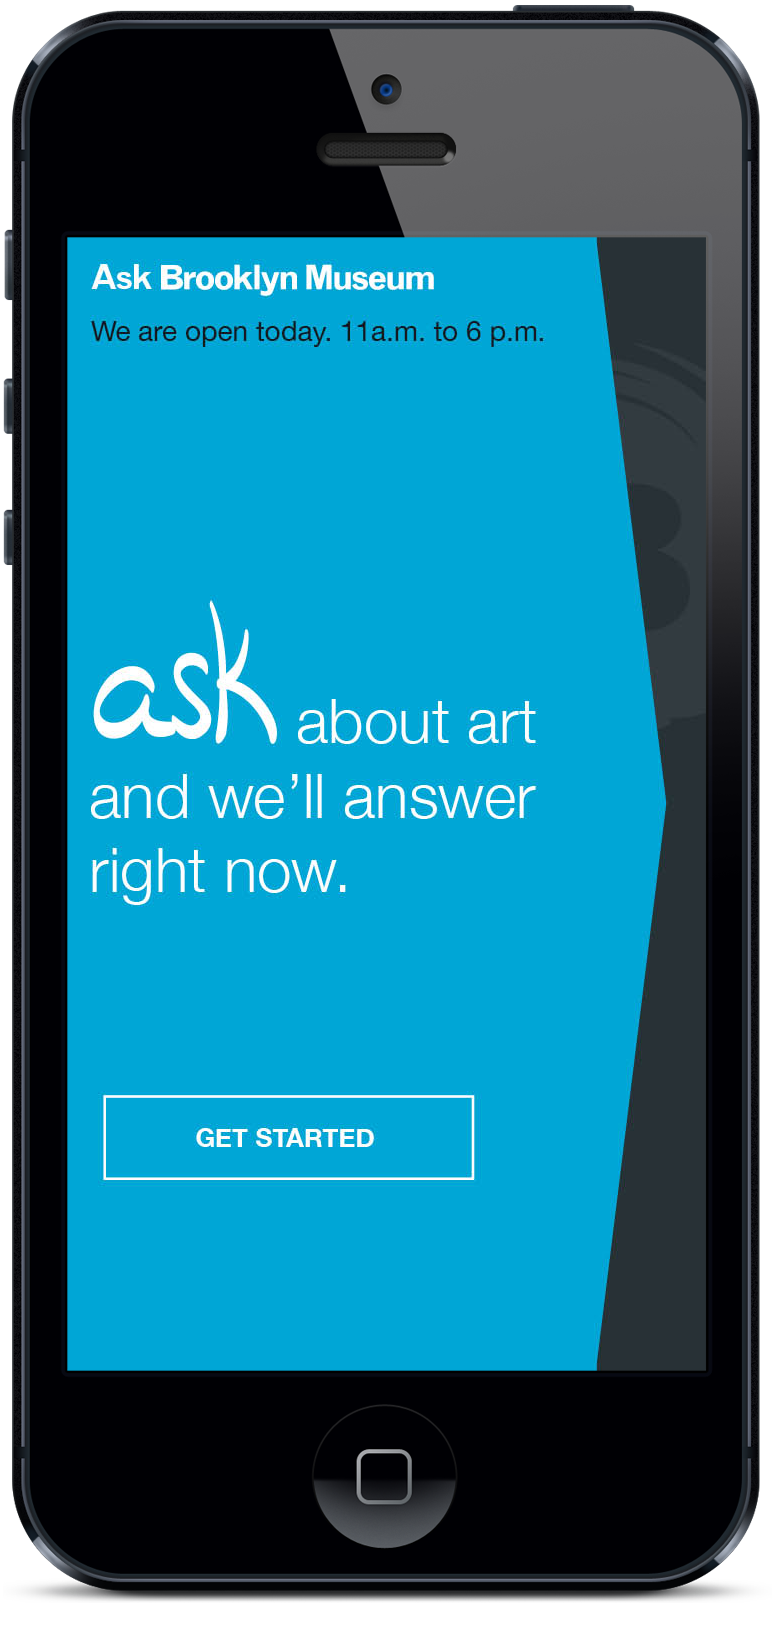 Ask Brooklyn Museum
We are open today. 11a.m. to 6 p.m.
ask about art
and we’ll answer
right now.
GET STARTED
B